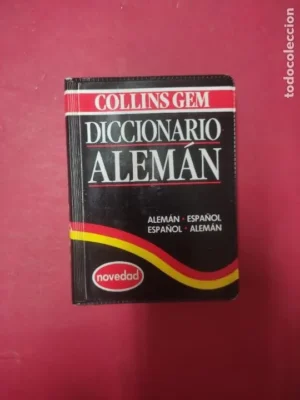 COLLINS GEM
DICCIONARIO
ALEMÁN
ALEMÁN · ESPAÑOL
ESPAÑOL · ALEMÁN
novedad
todocoleccion